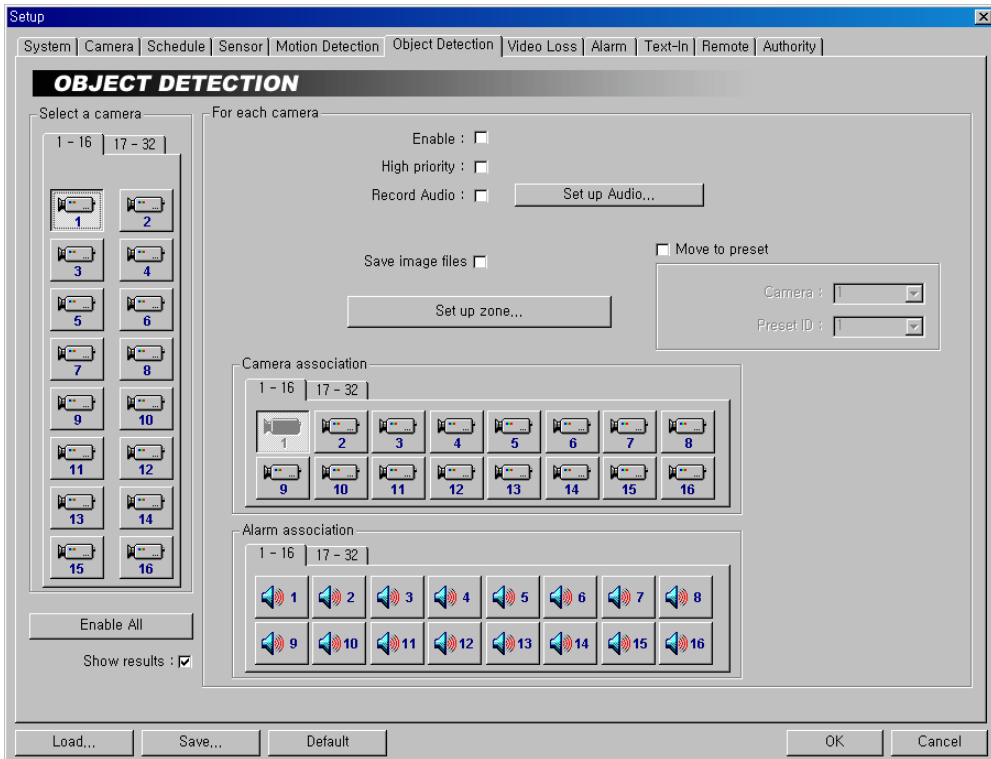 Setup
System Camera Schedule Sensor Motion Detection Object Detection Video Loss Alarm Text-In Remote Authority
OBJECT DETECTION
Select a camera
1 - 16 17 - 32
1 2
3 4
5 6
7 8
9 10
11 12
13 14
15 16
Enable All
Show results :
For each camera
Enable :
High priority :
Record Audio : Set up Audio...
Save image files
Set up zone...
Move to preset
Camera : 1
Preset ID : 1
Camera association
1 - 16 17 - 32
1 2 3 4 5 6 7 8
9 10 11 12 13 14 15 16
Alarm association
1 - 16 17 - 32
1 2 3 4 5 6 7 8
9 10 11 12 13 14 15 16
Load... Save... Default OK Cancel